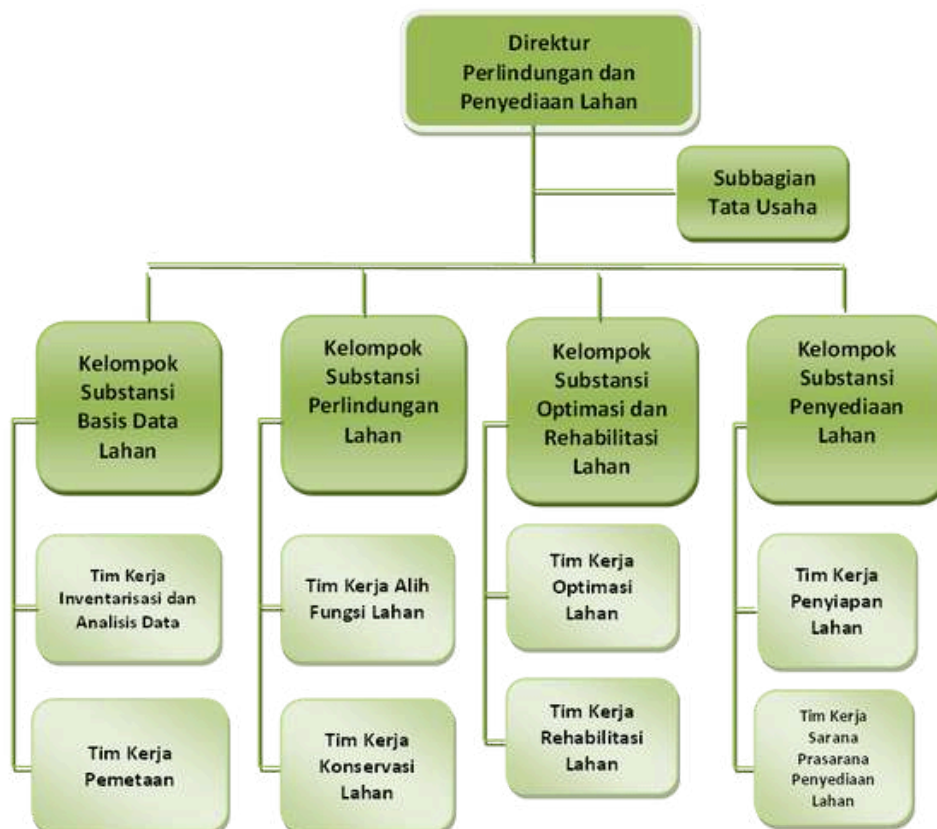 Direktur
Perlindungan dan
Penyediaan Lahan
Subbagian
Tata Usaha
Kelompok
Substansi
Basis Data
Lahan
Kelompok
Substansi
Perlindungan
Lahan
Kelompok
Substansi
Optimasi dan
Rehabilitasi
Lahan
Kelompok
Substansi
Penyediaan
Lahan
Tim Kerja
Inventarisasi dan
Analisis Data
Tim Kerja Alih
Fungsi Lahan
Tim Kerja
Optimasi
Lahan
Tim Kerja
Penyiapan
Lahan
Tim Kerja
Pemetaan
Tim Kerja
Konservasi
Lahan
Tim Kerja
Rehabilitasi
Lahan
Tim Kerja
Sarana
Prasarana
Penyediaan
Lahan